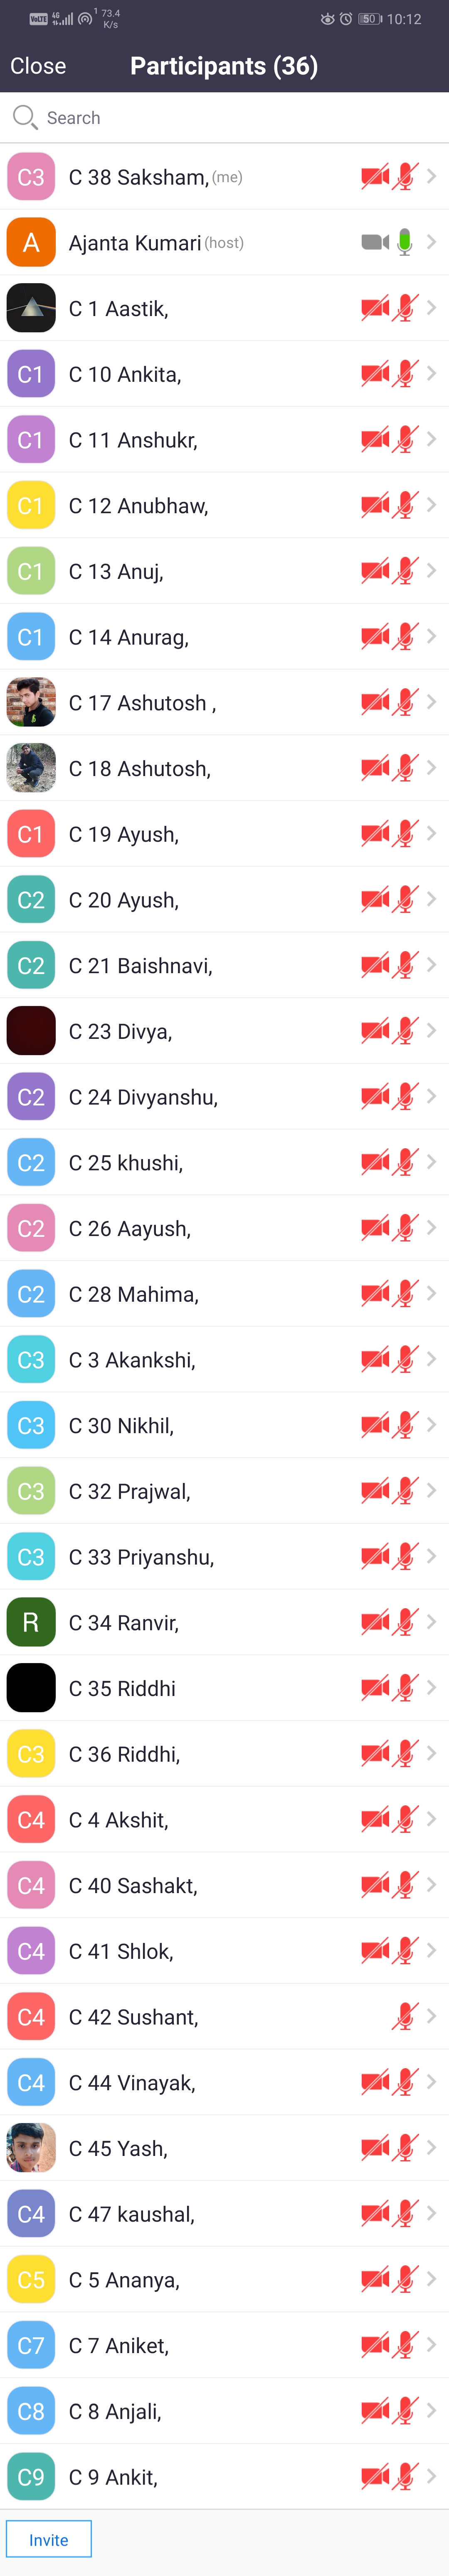 VoLTE 4G 1 73.4 K/s 50 10:12
Close Participants (36)
Search
C3 C 38 Saksham, (me)
A Ajanta Kumari (host)
C 1 Aastik,
C1 C 10 Ankita,
C1 C 11 Anshukr,
C1 C 12 Anubhaw,
C1 C 13 Anuj,
C1 C 14 Anurag,
C 17 Ashutosh ,
C 18 Ashutosh,
C1 C 19 Ayush,
C2 C 20 Ayush,
C2 C 21 Baishnavi,
C 23 Divya,
C2 C 24 Divyanshu,
C2 C 25 khushi,
C2 C 26 Aayush,
C2 C 28 Mahima,
C3 C 3 Akankshi,
C3 C 30 Nikhil,
C3 C 32 Prajwal,
C3 C 33 Priyanshu,
R C 34 Ranvir,
C 35 Riddhi
C3 C 36 Riddhi,
C4 C 4 Akshit,
C4 C 40 Sashakt,
C4 C 41 Shlok,
C4 C 42 Sushant,
C4 C 44 Vinayak,
C 45 Yash,
C4 C 47 kaushal,
C5 C 5 Ananya,
C7 C 7 Aniket,
C8 C 8 Anjali,
C9 C 9 Ankit,
Invite